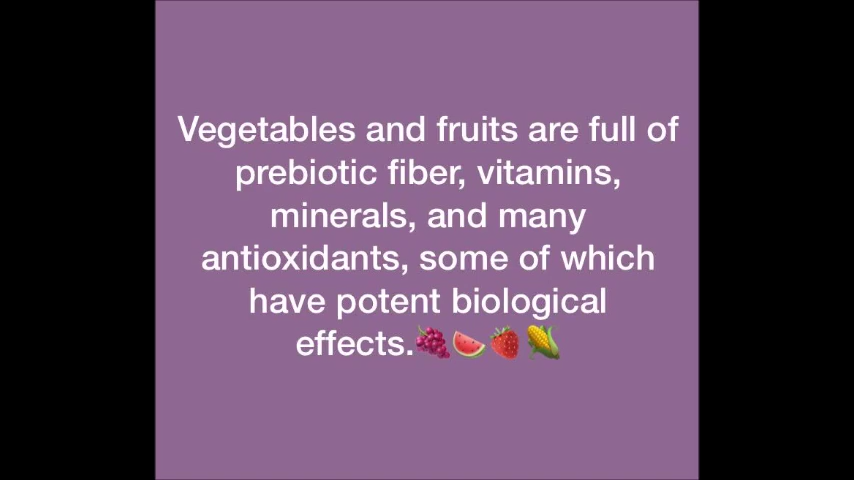 Vegetables and fruits are full of
prebiotic fiber, vitamins,
minerals, and many
antioxidants, some of which
have potent biological
effects.🍇🍉🍓🌽